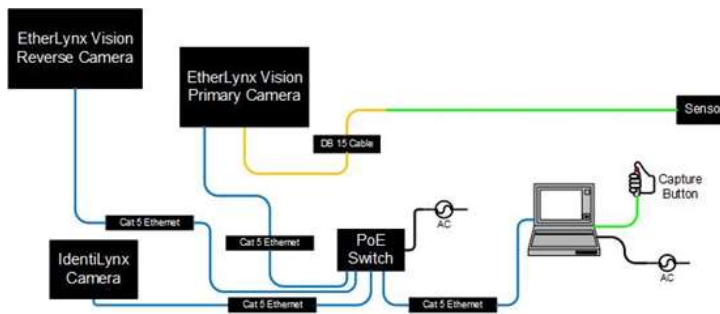 EtherLynx Vision
Reverse Camera
EtherLynx Vision
Primary Camera
Senso
DB 15 Cable
Capture
Button
Cat 5 Ethernet
AC
Cat 5 Ethernet
PoE
Switch
IdentiLynx
Camera
AC
Cat 5 Ethernet
Cat 5 Ethernet